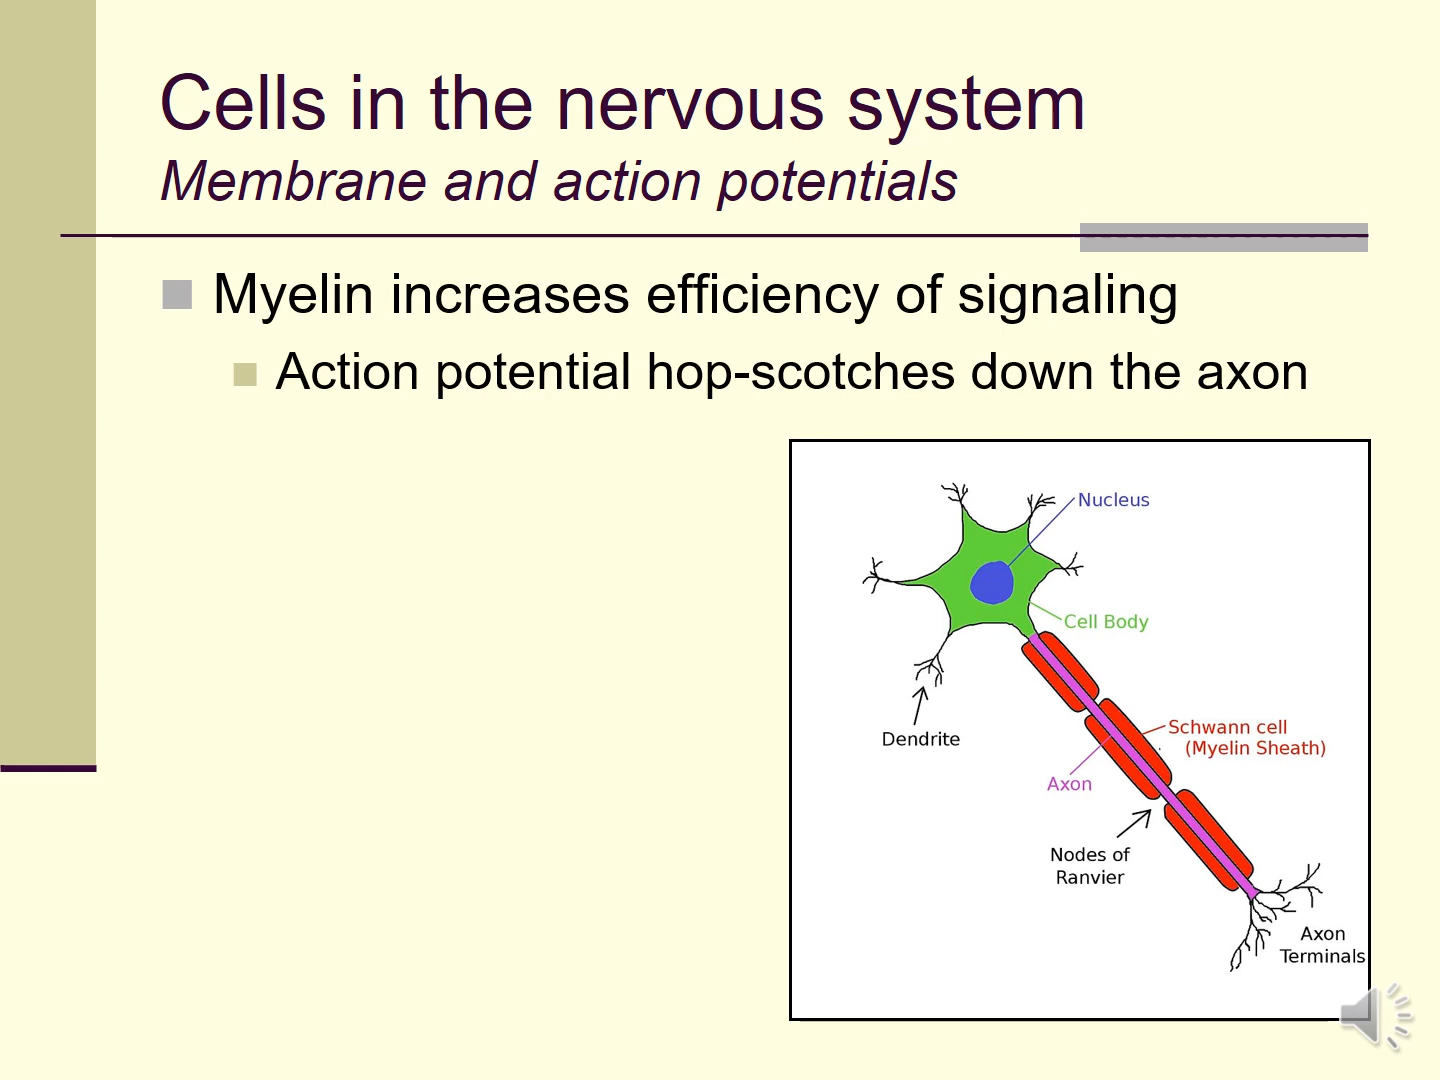 Cells in the nervous system
Membrane and action potentials
Myelin increases efficiency of signaling
Action potential hop-scotches down the axon
Nucleus
Cell Body
Dendrite
Schwann cell
(Myelin Sheath)
Axon
Nodes of
Ranvier
Axon
Terminals